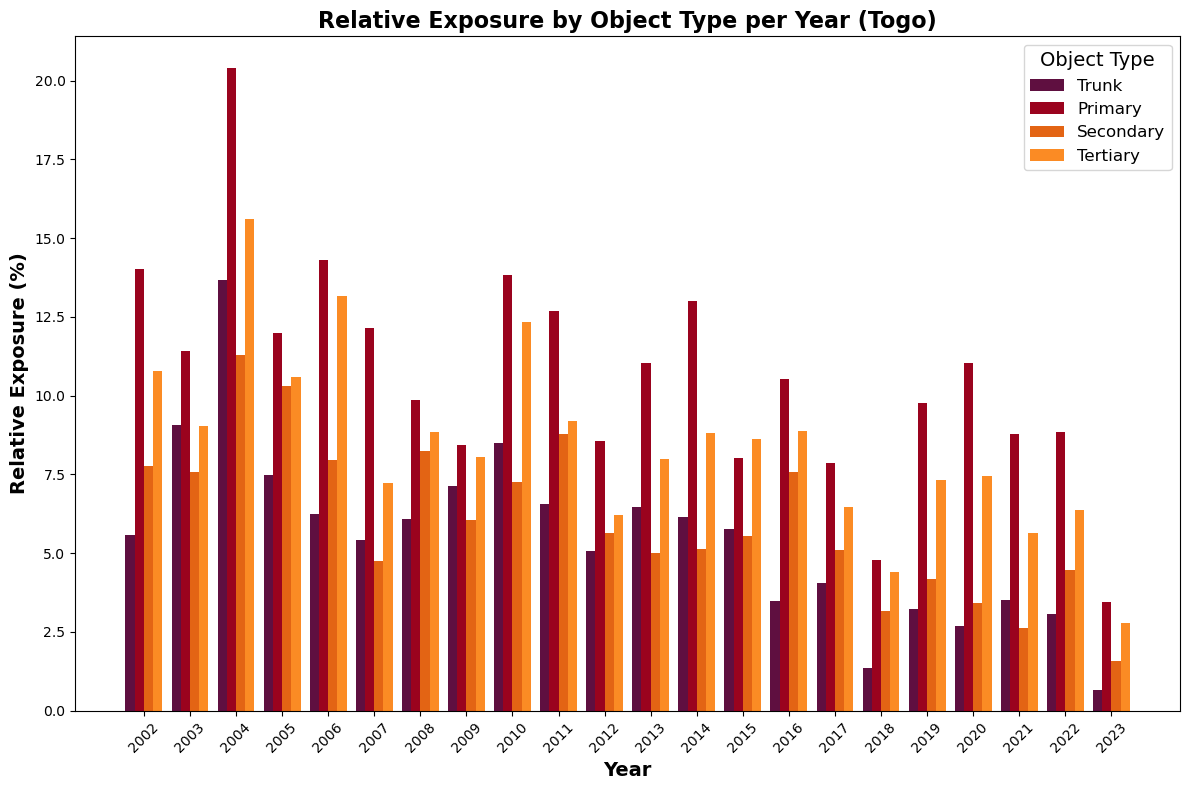 Relative Exposure by Object Type per Year (Togo)
Object Type
Trunk
Primary
Secondary
Tertiary
Relative Exposure (%)
20.0
17.5
15.0
12.5
10.0
7.5
5.0
2.5
0.0
2002 2003 2004 2005 2006 2007 2008 2009 2010 2011 2012 2013 2014 2015 2016 2017 2018 2019 2020 2021 2022 2023
Year